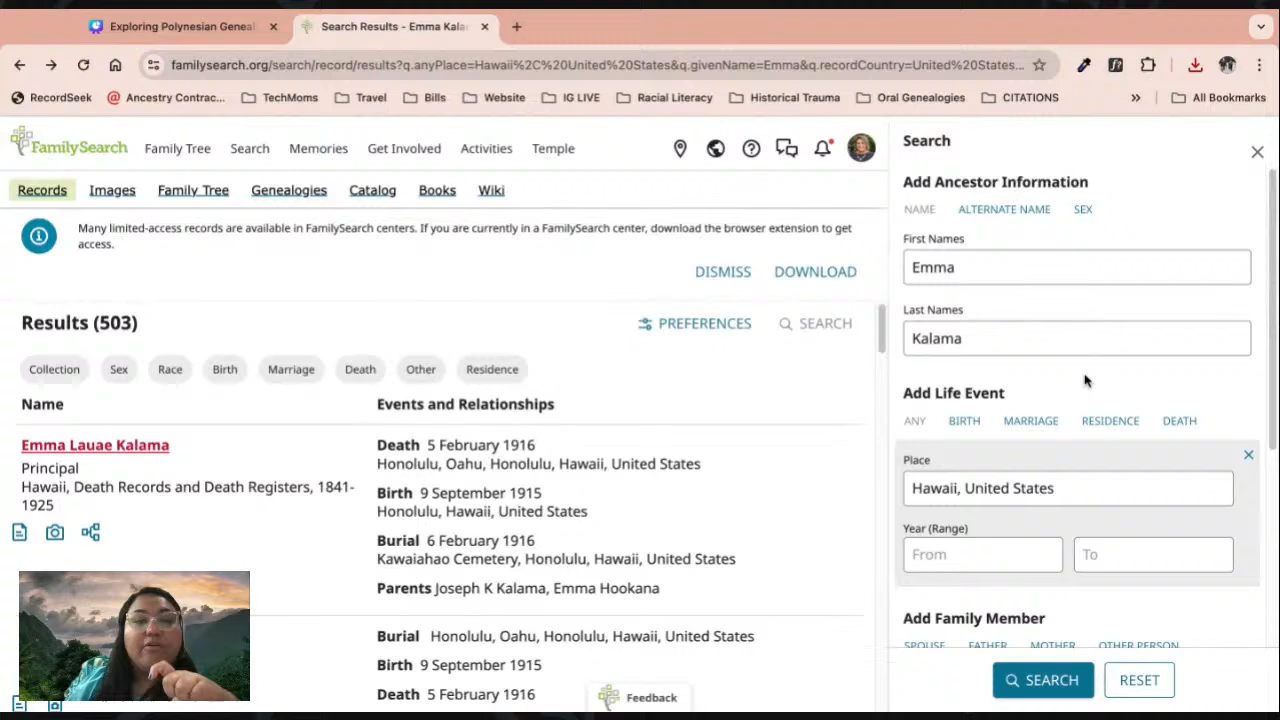 Exploring Polynesian Geneal
Search Results - Emma Kala
familysearch.org/search/record/results?q.anyPlace=Hawaii%2C%20United%20States&q.givenName=Emma&q.recordCountry=United%20States...
RecordSeek
Ancestry Contrac...
TechMoms
Travel
Bills
Website
IG LIVE
Racial Literacy
Historical Trauma
Oral Genealogies
CITATIONS
»
All Bookmarks
FamilySearch
Family Tree
Search
Memories
Get Involved
Activities
Temple
Records
Images
Family Tree
Genealogies
Catalog
Books
Wiki
Many limited-access records are available in FamilySearch centers. If you are currently in a FamilySearch center, download the browser extension to get
access.
DISMISS
DOWNLOAD
Results (503)
PREFERENCES
SEARCH
Collection
Sex
Race
Birth
Marriage
Death
Other
Residence
Name
Events and Relationships
Emma Lauae Kalama
Principal
Hawaii, Death Records and Death Registers, 1841-
1925
Death 5 February 1916
Honolulu, Oahu, Honolulu, Hawaii, United States
Birth 9 September 1915
Honolulu, Hawaii, United States
Burial 6 February 1916
Kawaiahao Cemetery, Honolulu, Hawaii, United States
Parents Joseph K Kalama, Emma Hookana
Burial Honolulu, Oahu, Honolulu, Hawaii, United States
Birth 9 September 1915
Death 5 February 1916
Feedback
Search
Add Ancestor Information
NAME
ALTERNATE NAME
SEX
First Names
Emma
Last Names
Kalama
Add Life Event
ANY
BIRTH
MARRIAGE
RESIDENCE
DEATH
Place
Hawaii, United States
Year (Range)
From
To
Add Family Member
SPOUSE
FATHER
MOTHER
OTHER PERSON
SEARCH
RESET